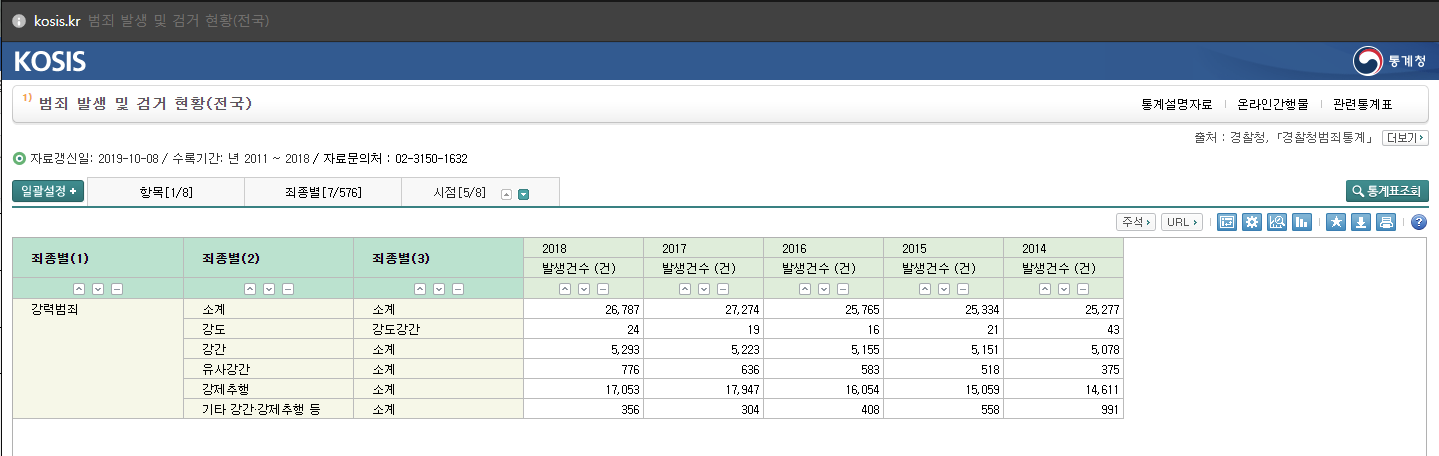 kosis.kr 범죄 발생 및 검거 현황(전국)
KOSIS 통계청
1) 범죄 발생 및 검거 현황(전국) 통계설명자료 온라인간행물 관련통계표
출처 : 경찰청, 「경찰청범죄통계」 더보기
자료갱신일: 2019-10-08 / 수록기간: 년 2011 ~ 2018 / 자료문의처 : 02-3150-1632
일괄설정 + 항목[1/8] 죄종별[7/576] 시점[5/8] 통계표조회
주석 URL ?
죄종별(1) 죄종별(2) 죄종별(3) 2018 2017 2016 2015 2014
발생건수 (건) 발생건수 (건) 발생건수 (건) 발생건수 (건) 발생건수 (건)
강력범죄 소계 소계 26,787 27,274 25,765 25,334 25,277
강도 강도강간 24 19 16 21 43
강간 소계 5,293 5,223 5,155 5,151 5,078
유사강간 소계 776 636 583 518 375
강제추행 소계 17,053 17,947 16,054 15,059 14,611
기타 강간·강제추행 등 소계 356 304 408 558 991